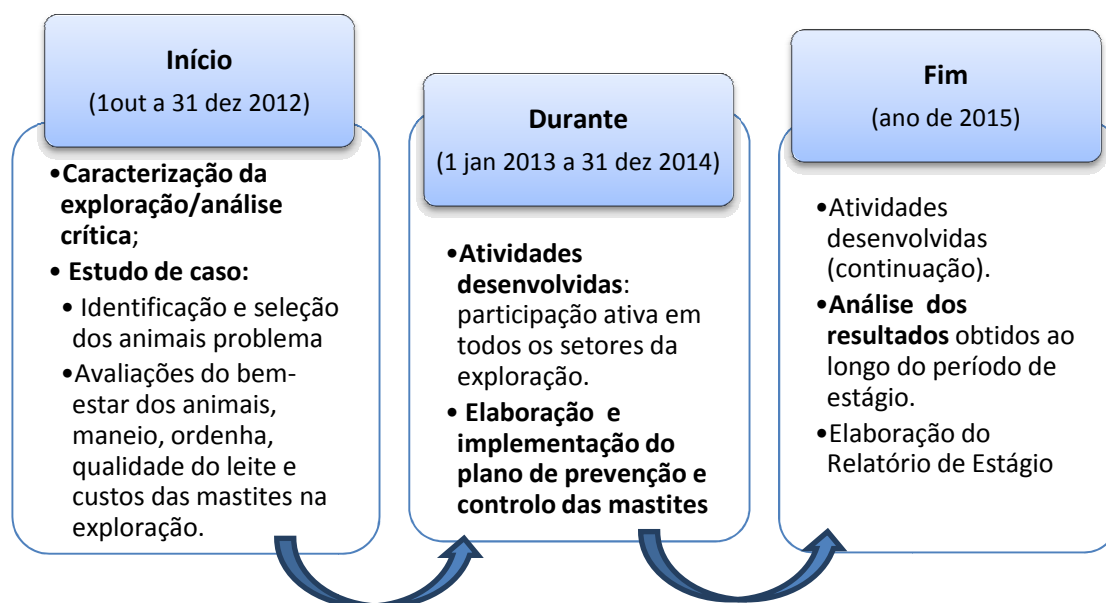 Início
(1out a 31 dez 2012)
•Caracterização da
exploração/análise
crítica;
• Estudo de caso:
• Identificação e seleção
dos animais problema
•Avaliações do bem-
estar dos animais,
maneio, ordenha,
qualidade do leite e
custos das mastites na
exploração.
Durante
(1 jan 2013 a 31 dez 2014)
•Atividades
desenvolvidas:
participação ativa em
todos os setores da
exploração.
• Elaboração e
implementação do
plano de prevenção e
controlo das mastites
Fim
(ano de 2015)
•Atividades
desenvolvidas
(continuação).
•Análise dos
resultados obtidos ao
longo do período de
estágio.
•Elaboração do
Relatório de Estágio